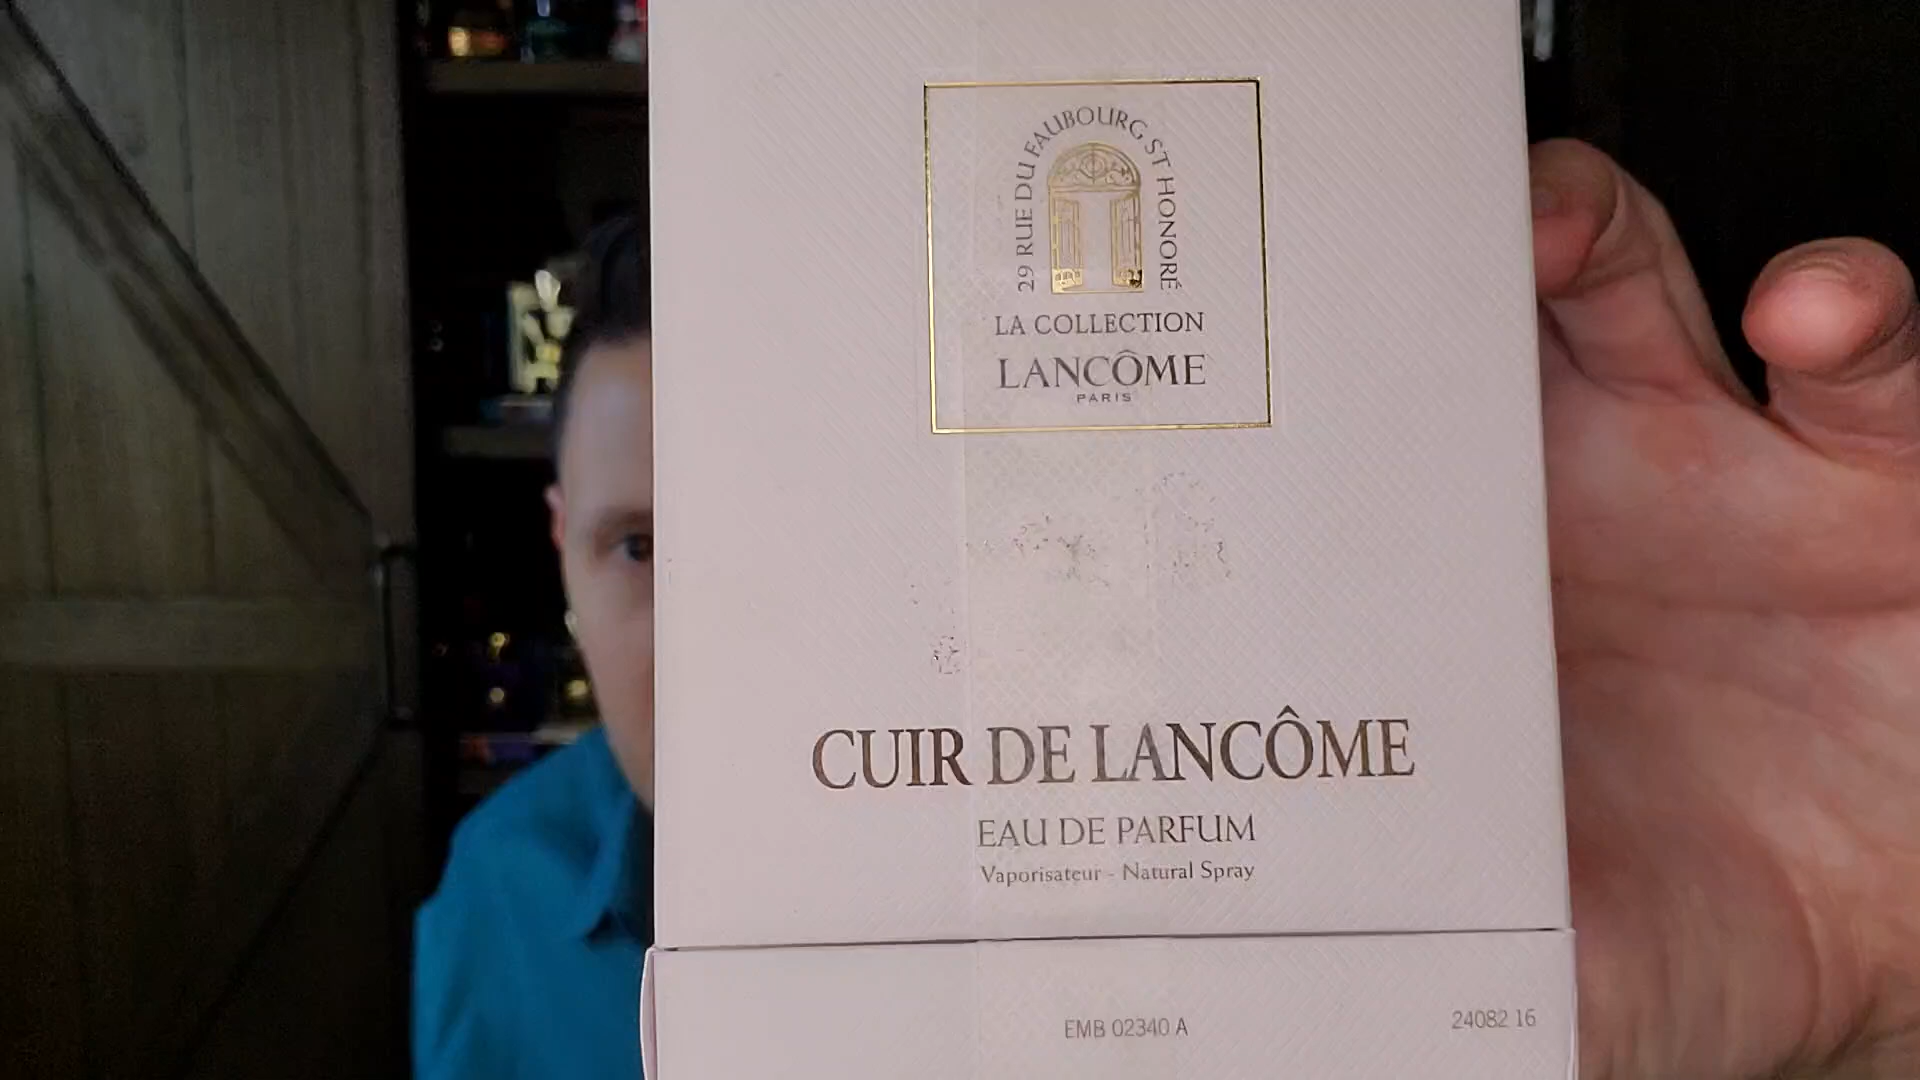 29 RUE DU FAUBOURG ST HONORÉ
LA COLLECTION
LANCÔME
PARIS
CUIR DE LANCÔME
EAU DE PARFUM
Vaporisateur - Natural Spray
EMB 02340 A
24082 16